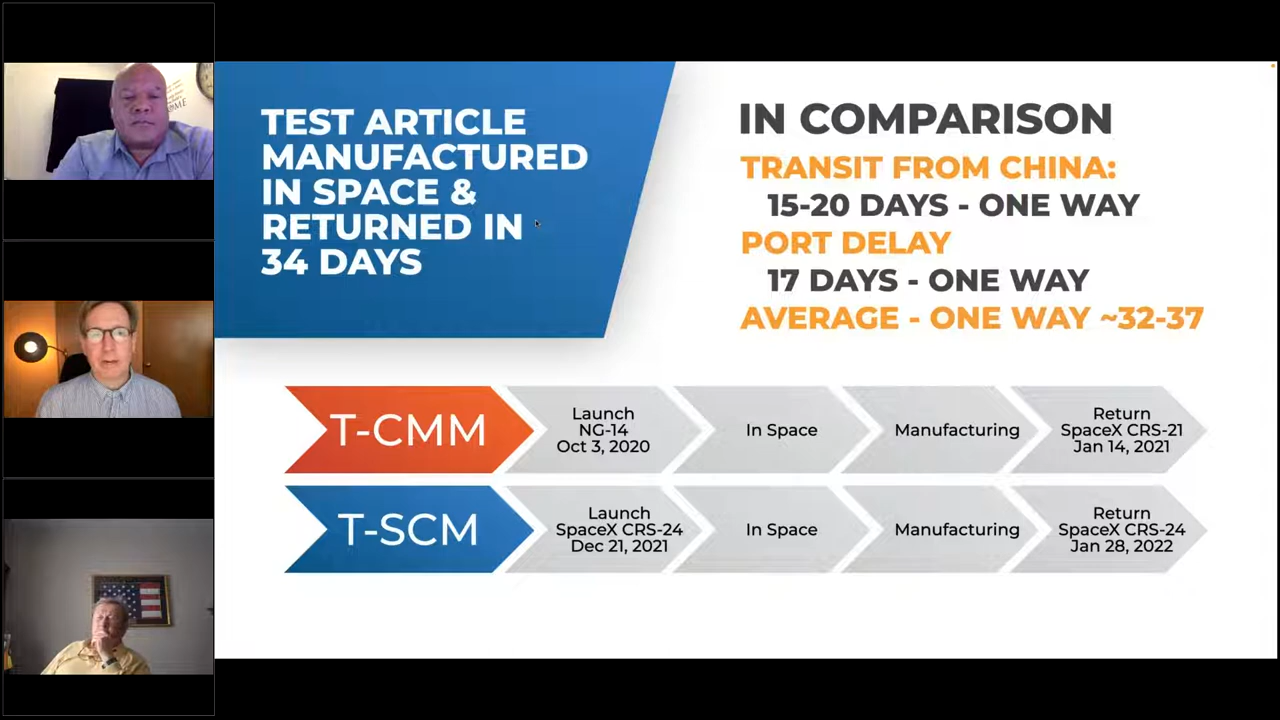 TEST ARTICLE
MANUFACTURED
IN SPACE &
RETURNED IN
34 DAYS
IN COMPARISON
TRANSIT FROM CHINA:
15-20 DAYS - ONE WAY
PORT DELAY
17 DAYS - ONE WAY
AVERAGE - ONE WAY ~32-37
T-CMM
Launch
NG-14
Oct 3, 2020
In Space
Manufacturing
Return
SpaceX CRS-21
Jan 14, 2021
T-SCM
Launch
SpaceX CRS-24
Dec 21, 2021
In Space
Manufacturing
Return
SpaceX CRS-24
Jan 28, 2022